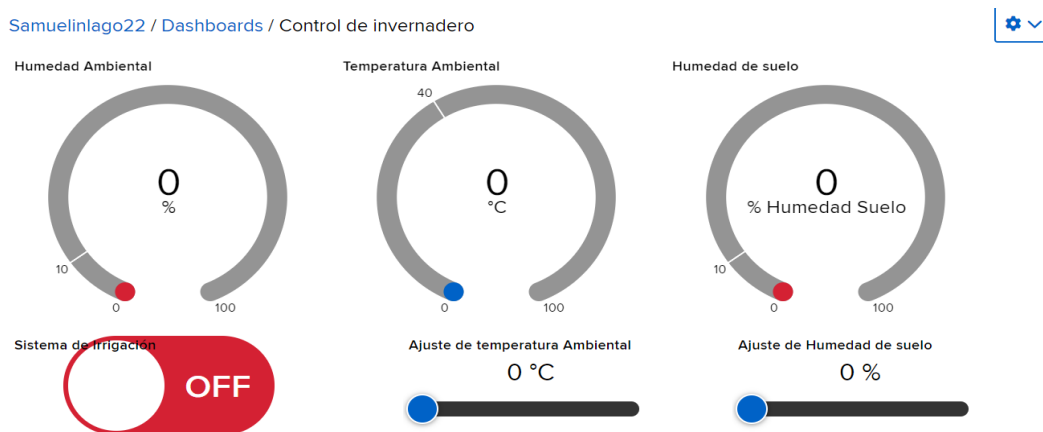 Samuelinlago22 / Dashboards / Control de invernadero
Humedad Ambiental
0
%
10
0
100
Temperatura Ambiental
40
0
°C
0
100
Humedad de suelo
0
% Humedad Suelo
10
0
100
Sistema de Irrigación
OFF
Ajuste de temperatura Ambiental
0 °C
Ajuste de Humedad de suelo
0 %